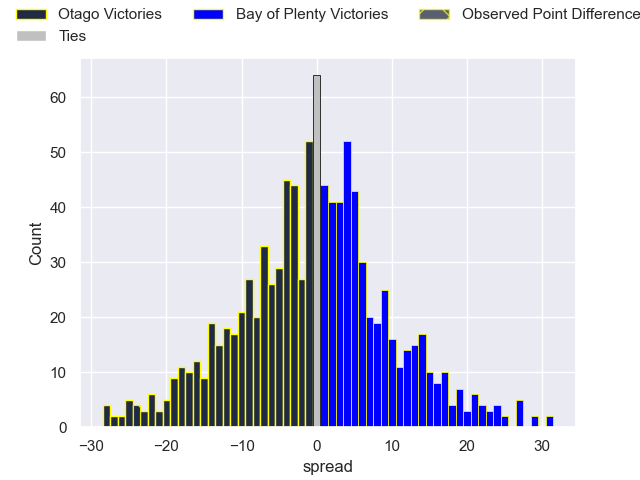 Otago Victories
Bay of Plenty Victories
Observed Point Difference
Ties
60
50
40
30
20
10
0
Count
−30
−20
−10
0
10
20
30
spread